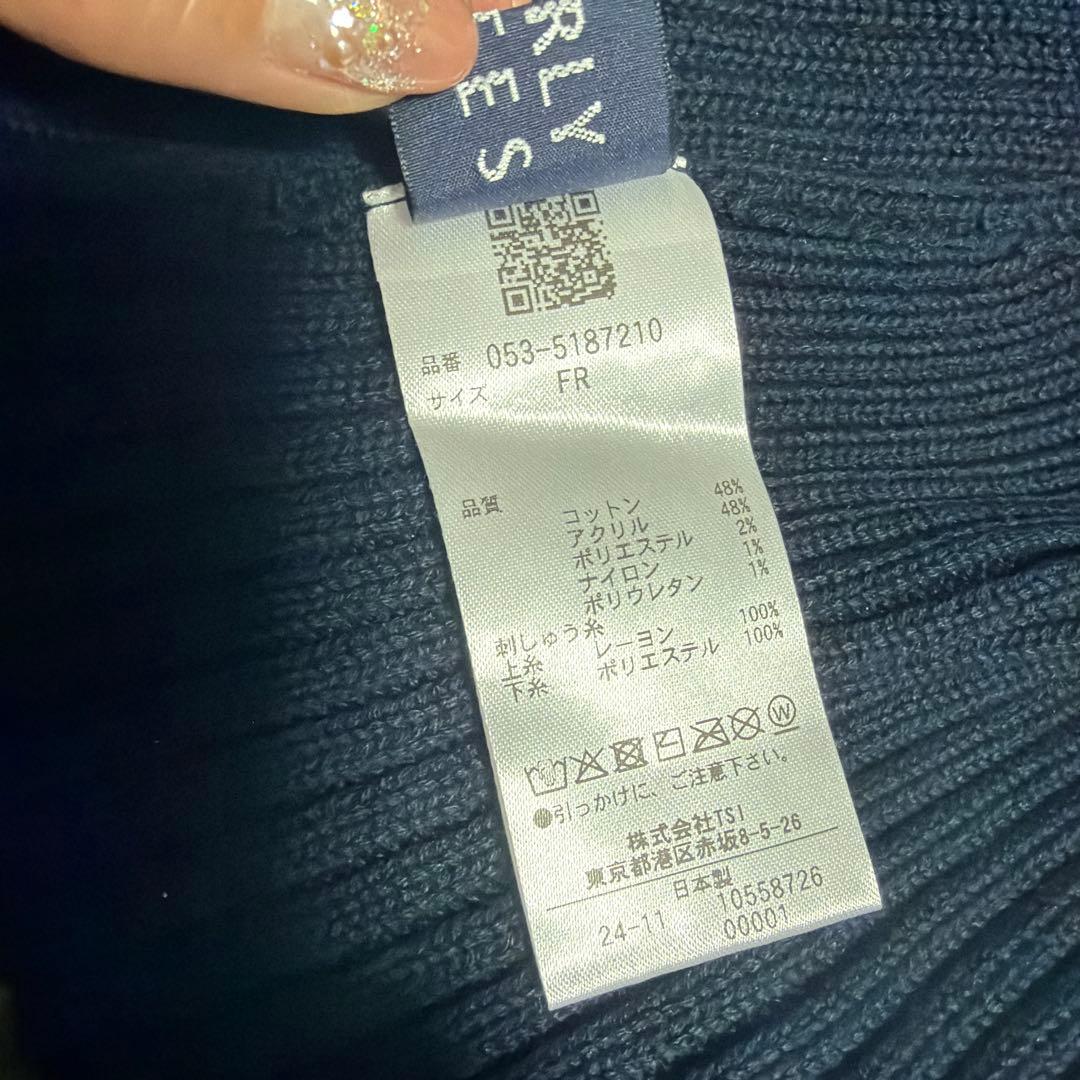 RLY
ES
品番 053-5187210
サイズ FR
品質
コットン 48%
アクリル 48%
ポリエステル 2%
ナイロン 1%
ポリウレタン 1%
刺しゅう糸
上糸 レーヨン 100%
下糸 ポリエステル 100%
W
●引っかけに、ご注意下さい。
株式会社TSI
東京都港区赤坂8-5-26
日本製
24-11 10558726
00001